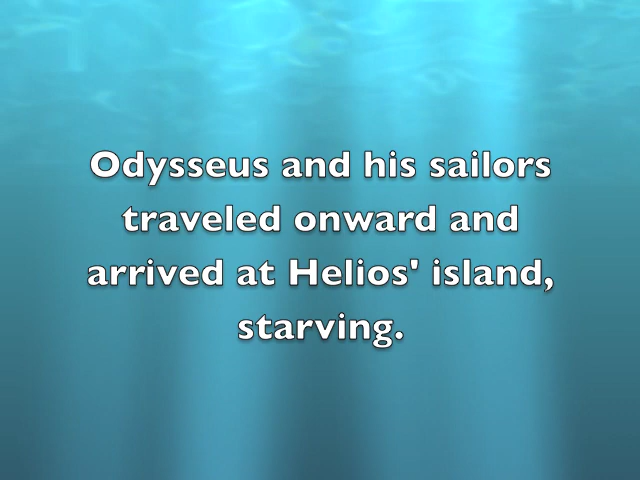 Odysseus and his sailors
traveled onward and
arrived at Helios' island,
starving.